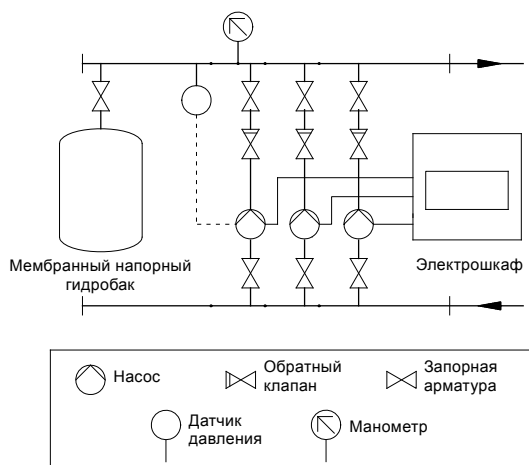 Мембранный напорный
гидробак
Электрошкаф
Насос
Обратный
клапан
Запорная
арматура
Датчик
давления
Манометр